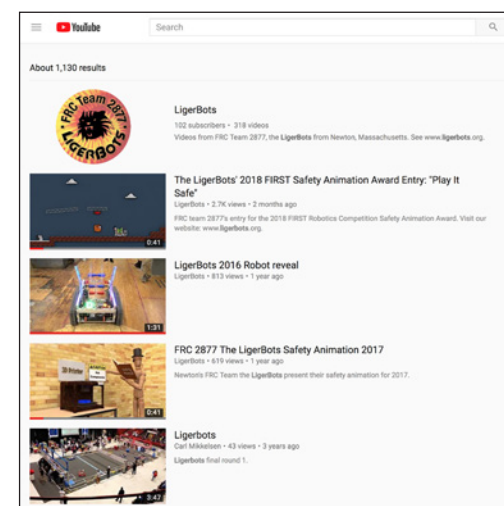 YouTube
Search
About 1,130 results
FRC Team 2877
LIGERBOTS
LigerBots
102 subscribers • 318 videos
Videos from FRC Team 2877, the LigerBots from Newton, Massachusetts. See www.ligerbots.org.
The LigerBots' 2018 FIRST Safety Animation Award Entry: "Play It
Safe"
LigerBots • 2.7K views • 2 months ago
FRC team 2877's entry for the 2018 FIRST Robotics Competition Safety Animation Award. Visit our
website: www.ligerbots.org.
0:41
LigerBots 2016 Robot reveal
LigerBots • 813 views • 1 year ago
1:31
FRC 2877 The LigerBots Safety Animation 2017
LigerBots • 619 views • 1 year ago
Newton's FRC Team the LigerBots present their safety animation for 2017.
0:41
Ligerbots
Carl Mikkelsen • 43 views • 3 years ago
Ligerbots final round 1.
3:47